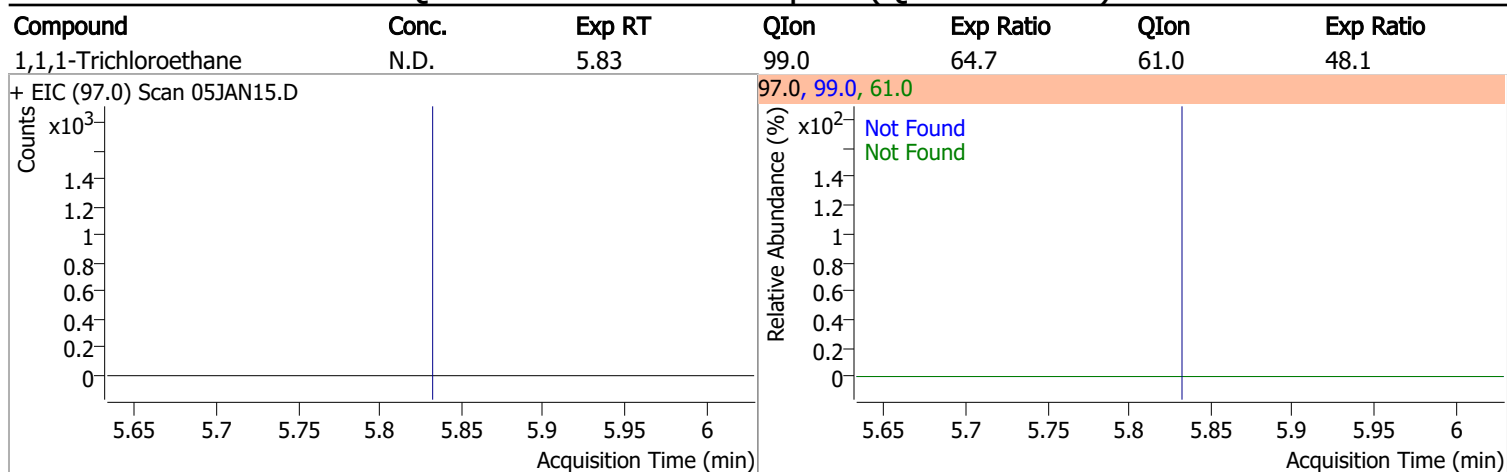 Compound Conc. Exp RT QIon Exp Ratio QIon Exp Ratio
1,1,1-Trichloroethane N.D. 5.83 99.0 64.7 61.0 48.1
+ EIC (97.0) Scan 05JAN15.D
Counts
x10³
1.4
1.2
1
0.8
0.6
0.4
0.2
0
5.65 5.7 5.75 5.8 5.85 5.9 5.95 6
Acquisition Time (min)
97.0, 99.0, 61.0
Relative Abundance (%)
x10²
Not Found
Not Found
1.4
1.2
1
0.8
0.6
0.4
0.2
0
5.65 5.7 5.75 5.8 5.85 5.9 5.95 6
Acquisition Time (min)